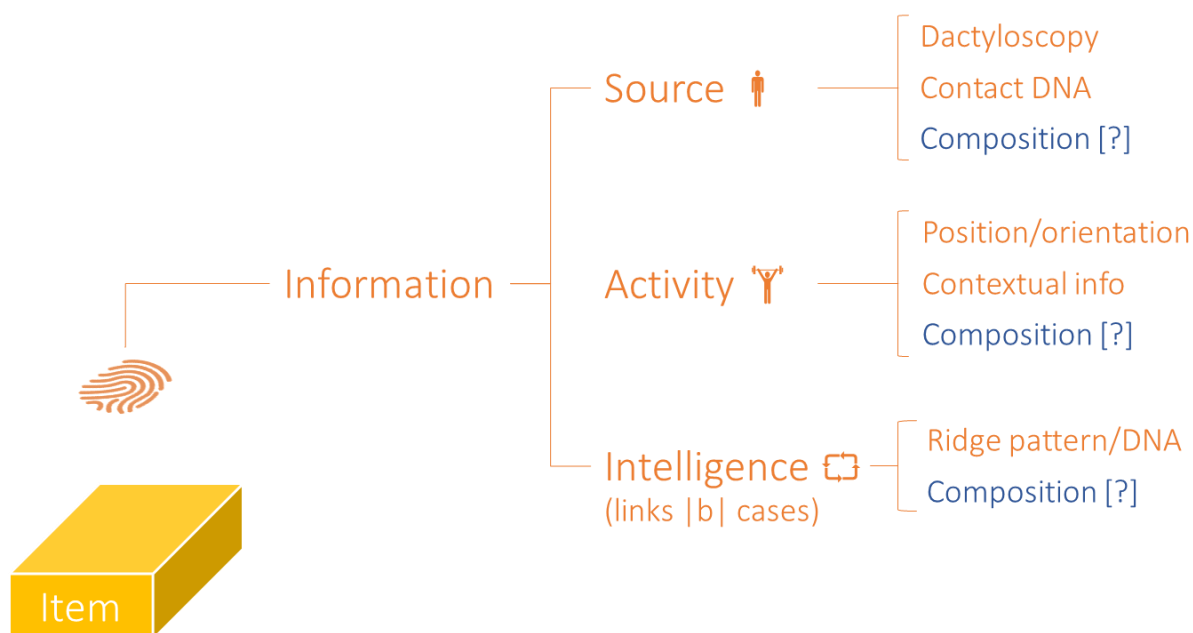 Source
Dactyloscopy
Contact DNA
Composition [?]
Information
Activity
Position/orientation
Contextual info
Composition [?]
Intelligence
(links |b| cases)
Ridge pattern/DNA
Composition [?]
Item